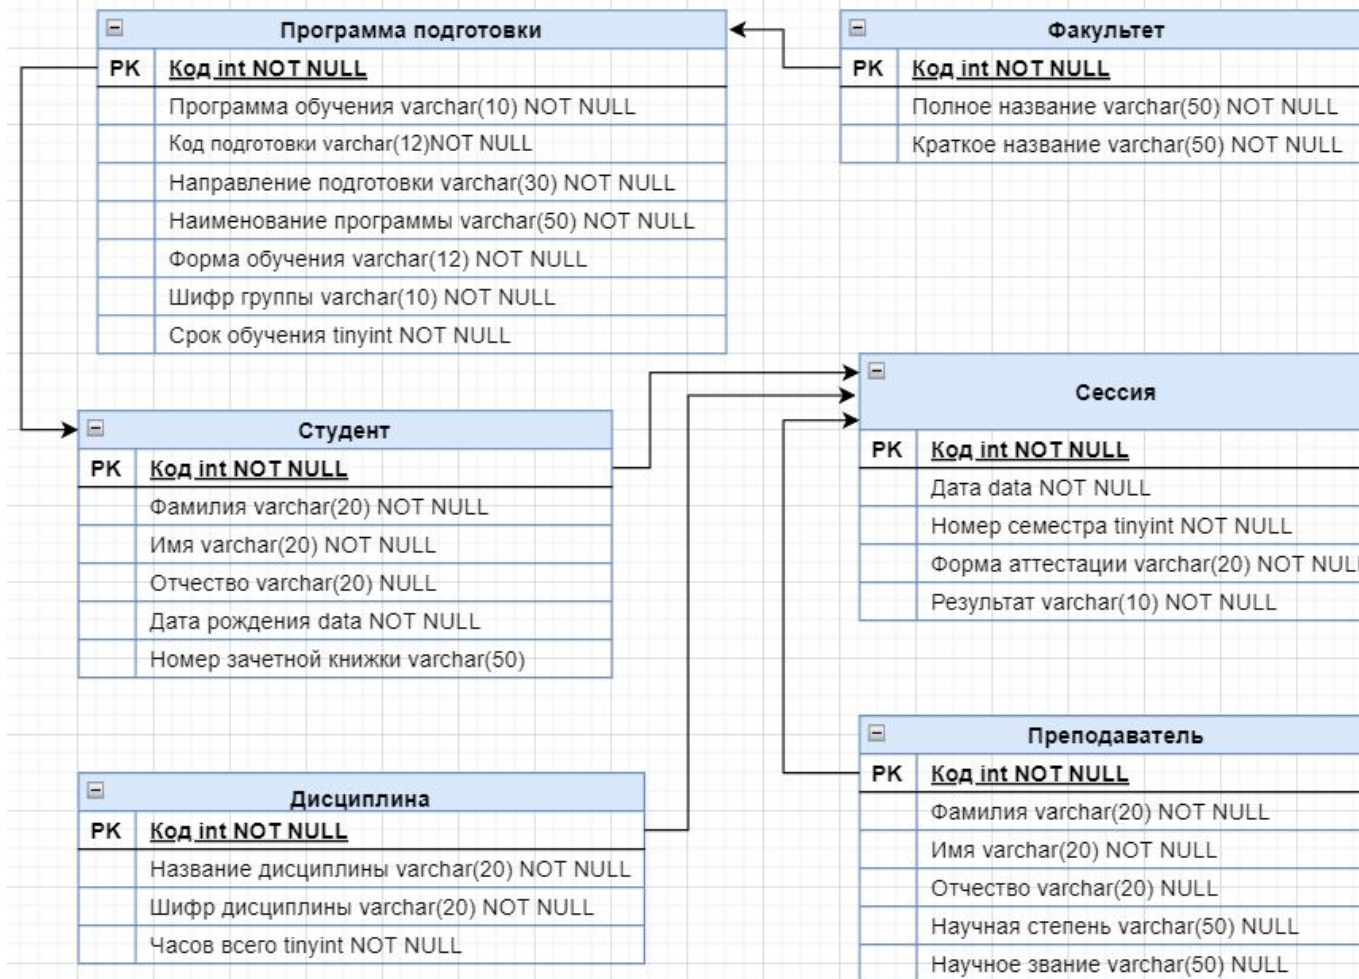 Программа подготовки
PK Код int NOT NULL
Программа обучения varchar(10) NOT NULL
Код подготовки varchar(12)NOT NULL
Направление подготовки varchar(30) NOT NULL
Наименование программы varchar(50) NOT NULL
Форма обучения varchar(12) NOT NULL
Шифр группы varchar(10) NOT NULL
Срок обучения tinyint NOT NULL
Факультет
PK Код int NOT NULL
Полное название varchar(50) NOT NULL
Краткое название varchar(50) NOT NULL
Студент
PK Код int NOT NULL
Фамилия varchar(20) NOT NULL
Имя varchar(20) NOT NULL
Отчество varchar(20) NULL
Дата рождения data NOT NULL
Номер зачетной книжки varchar(50)
Сессия
PK Код int NOT NULL
Дата data NOT NULL
Номер семестра tinyint NOT NULL
Форма аттестации varchar(20) NOT NULL
Результат varchar(10) NOT NULL
Дисциплина
PK Код int NOT NULL
Название дисциплины varchar(20) NOT NULL
Шифр дисциплины varchar(20) NOT NULL
Часов всего tinyint NOT NULL
Преподаватель
PK Код int NOT NULL
Фамилия varchar(20) NOT NULL
Имя varchar(20) NOT NULL
Отчество varchar(20) NULL
Научная степень varchar(50) NULL
Научное звание varchar(50) NULL